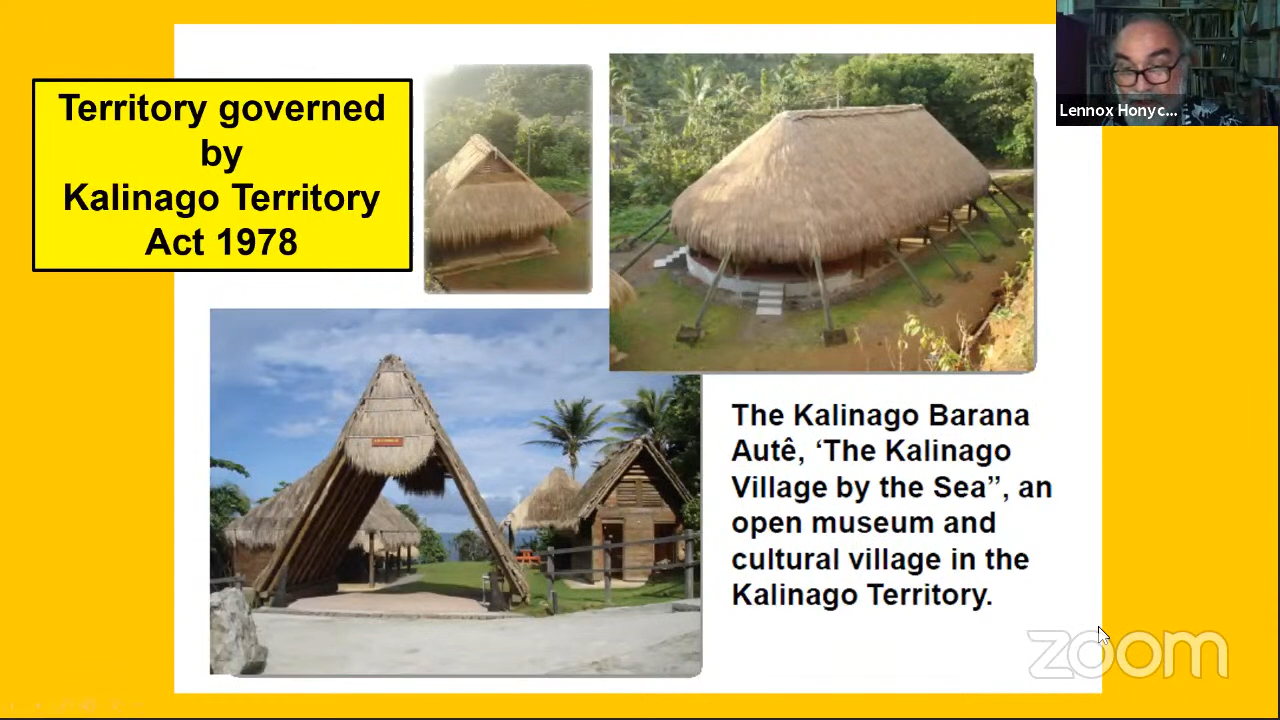 Territory governed
by
Kalinago Territory
Act 1978
Lennox Honyc...
The Kalinago Barana
Autê, ‘The Kalinago
Village by the Sea”, an
open museum and
cultural village in the
Kalinago Territory.
zoom